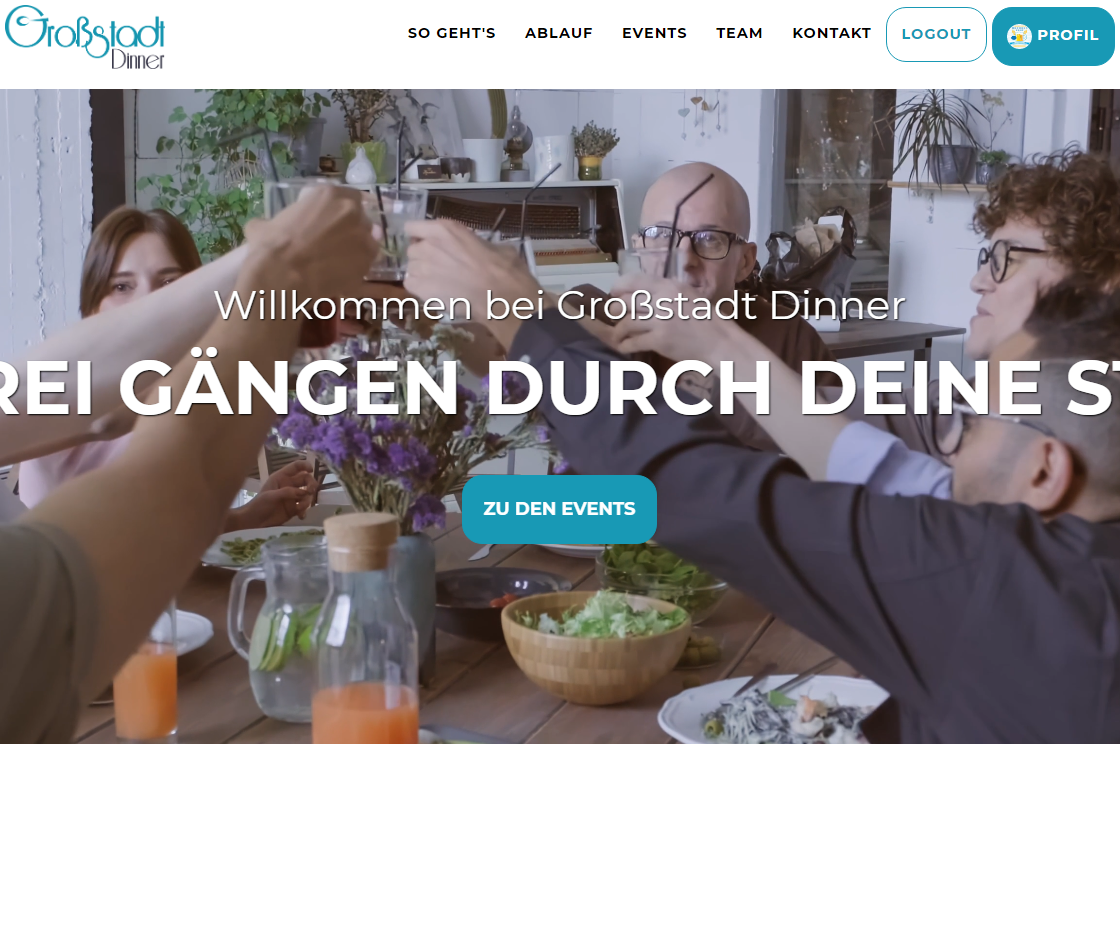 Großstadt
Dinner
SO GEHT'S
ABLAUF
EVENTS
TEAM
KONTAKT
LOGOUT
PROFIL
Willkommen bei Großstadt Dinner
REI GÄNGEN DURCH DEINE ST
ZU DEN EVENTS